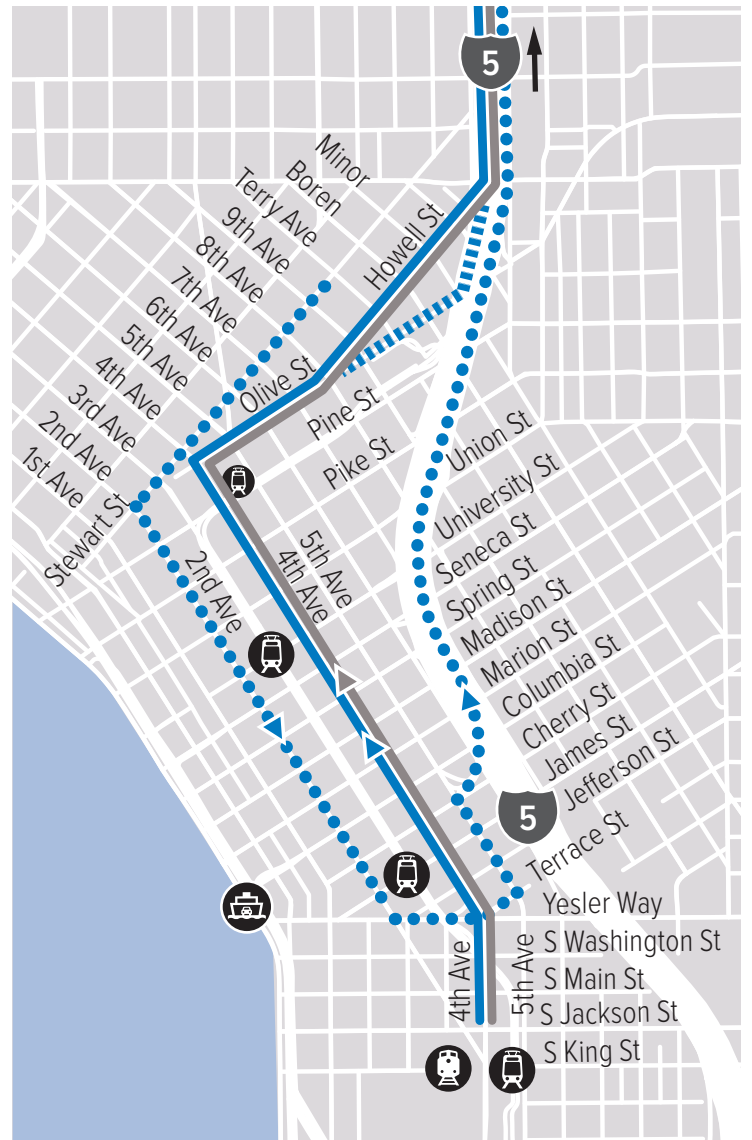 5
Minor
Boren
Terry Ave
9th Ave
8th Ave
7th Ave
6th Ave
5th Ave
4th Ave
3rd Ave
2nd Ave
1st Ave
Stewart St
Howell St
Olive St
Pine St
Pike St
Union St
University St
Seneca St
Spring St
Madison St
Marion St
Columbia St
Cherry St
James St
Jefferson St
5th Ave
4th Ave
2nd Ave
5
Terrace St
Yesler Way
S Washington St
S Main St
S Jackson St
S King St
4th Ave
5th Ave